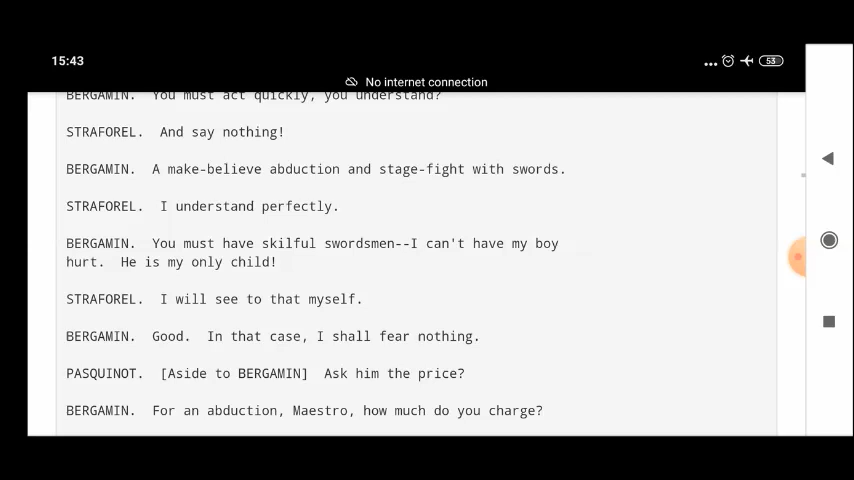 15:43
53
No internet connection
BERGAMIN. You must act quickly, you understand?
STRAFOREL. And say nothing!
BERGAMIN. A make-believe abduction and stage-fight with swords.
STRAFOREL. I understand perfectly.
BERGAMIN. You must have skilful swordsmen--I can't have my boy
hurt. He is my only child!
STRAFOREL. I will see to that myself.
BERGAMIN. Good. In that case, I shall fear nothing.
PASQUINOT. [Aside to BERGAMIN] Ask him the price?
BERGAMIN. For an abduction, Maestro, how much do you charge?